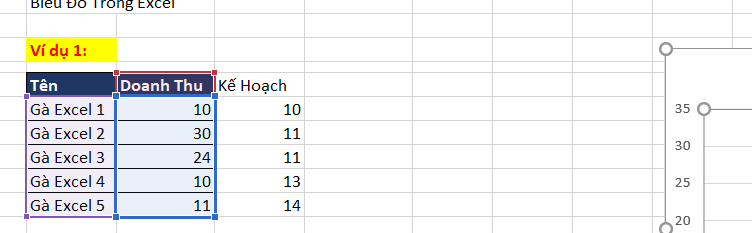 Biểu Đồ Trong Excel
Ví dụ 1:
Tên Doanh Thu Kế Hoạch
Gà Excel 1 10 10
Gà Excel 2 30 11
Gà Excel 3 24 11
Gà Excel 4 10 13
Gà Excel 5 11 14
35
30
25
20